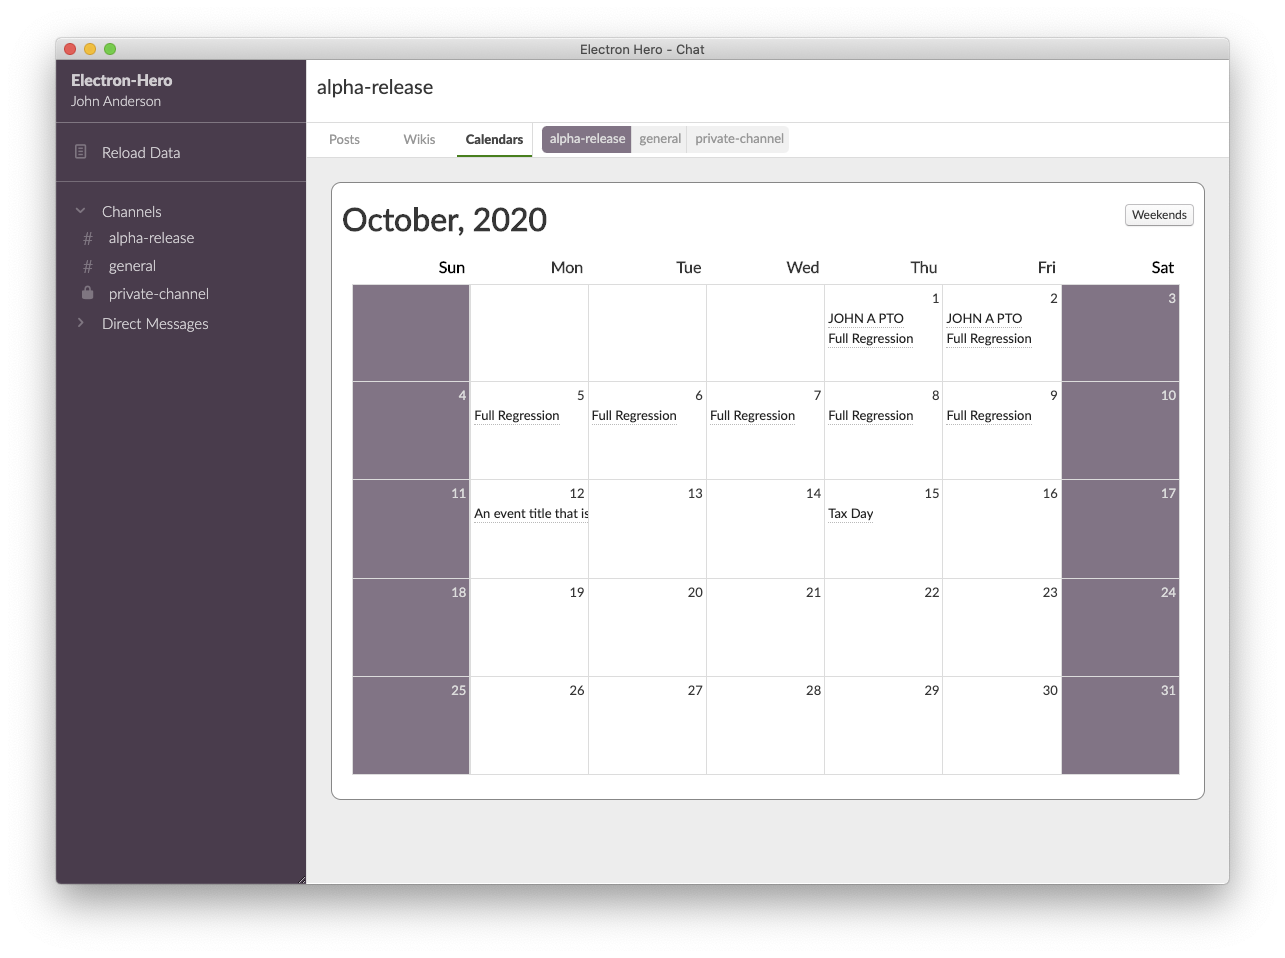 Electron Hero - Chat
Electron-Hero
John Anderson
Reload Data
Channels
# alpha-release
# general
private-channel
Direct Messages
alpha-release
Posts Wikis Calendars alpha-release general private-channel
October, 2020
Weekends
Sun Mon Tue Wed Thu Fri Sat
1 2 3
JOHN A PTO JOHN A PTO
Full Regression Full Regression
4 5 6 7 8 9 10
Full Regression Full Regression Full Regression Full Regression Full Regression
11 12 13 14 15 16 17
An event title that is Tax Day
18 19 20 21 22 23 24
25 26 27 28 29 30 31